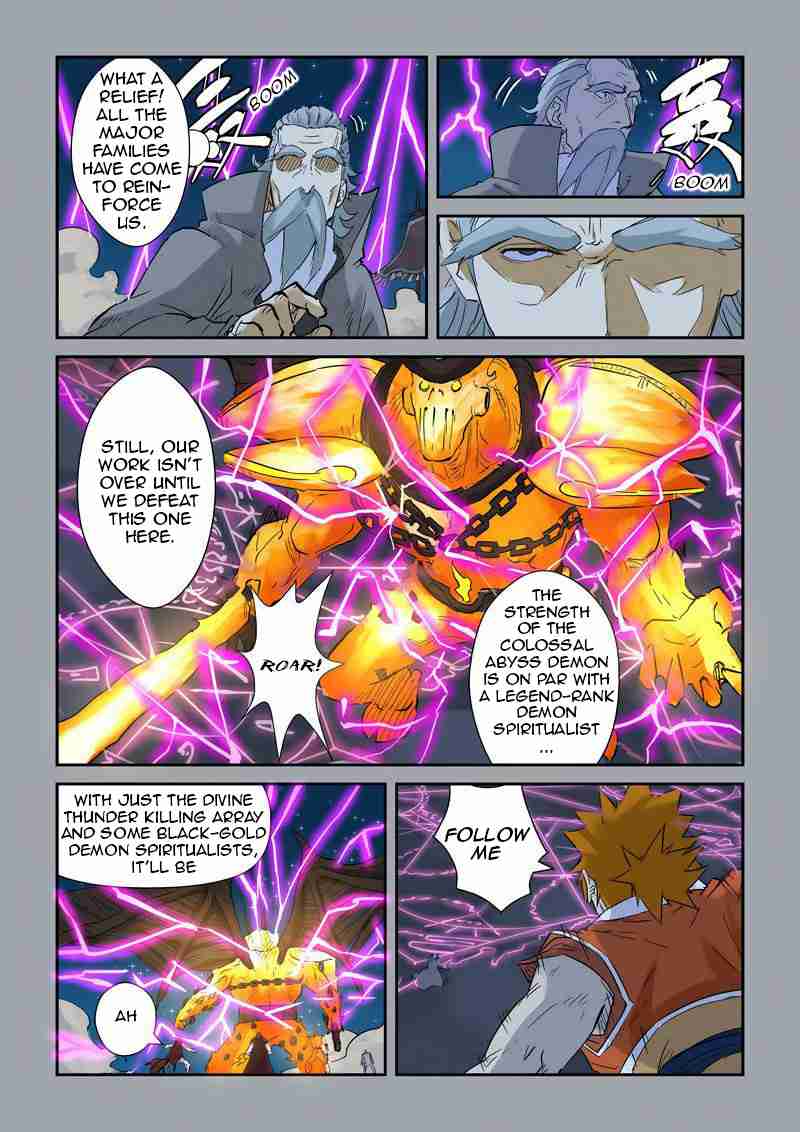 WHAT A
RELIEF!
ALL THE
MAJOR
FAMILIES
HAVE COME
TO REIN-
FORCE
US.
BOOM
BOOM
STILL, OUR
WORK ISN'T
OVER UNTIL
WE DEFEAT
THIS ONE
HERE.
ROAR!
THE
STRENGTH
OF THE
COLOSSAL
ABYSS DEMON
IS ON PAR WITH
A LEGEND-RANK
DEMON
SPIRITUALIST
...
WITH JUST THE DIVINE
THUNDER KILLING ARRAY
AND SOME BLACK-GOLD
DEMON SPIRITUALISTS,
IT'LL BE
AH
FOLLOW
ME